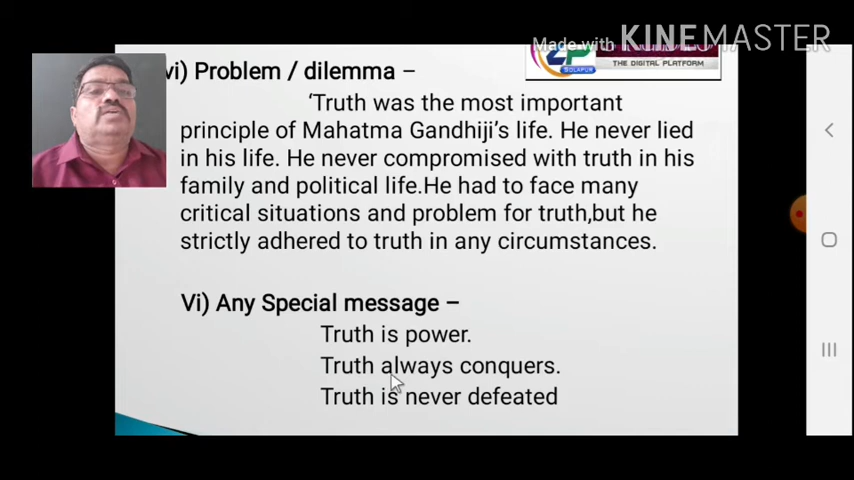 Made with KINEMASTER
SOLAPUR
THE DIGITAL PLATFORM
vi) Problem / dilemma –
‘Truth was the most important
principle of Mahatma Gandhiji’s life. He never lied
in his life. He never compromised with truth in his
family and political life.He had to face many
critical situations and problem for truth,but he
strictly adhered to truth in any circumstances.
Vi) Any Special message –
Truth is power.
Truth always conquers.
Truth is never defeated